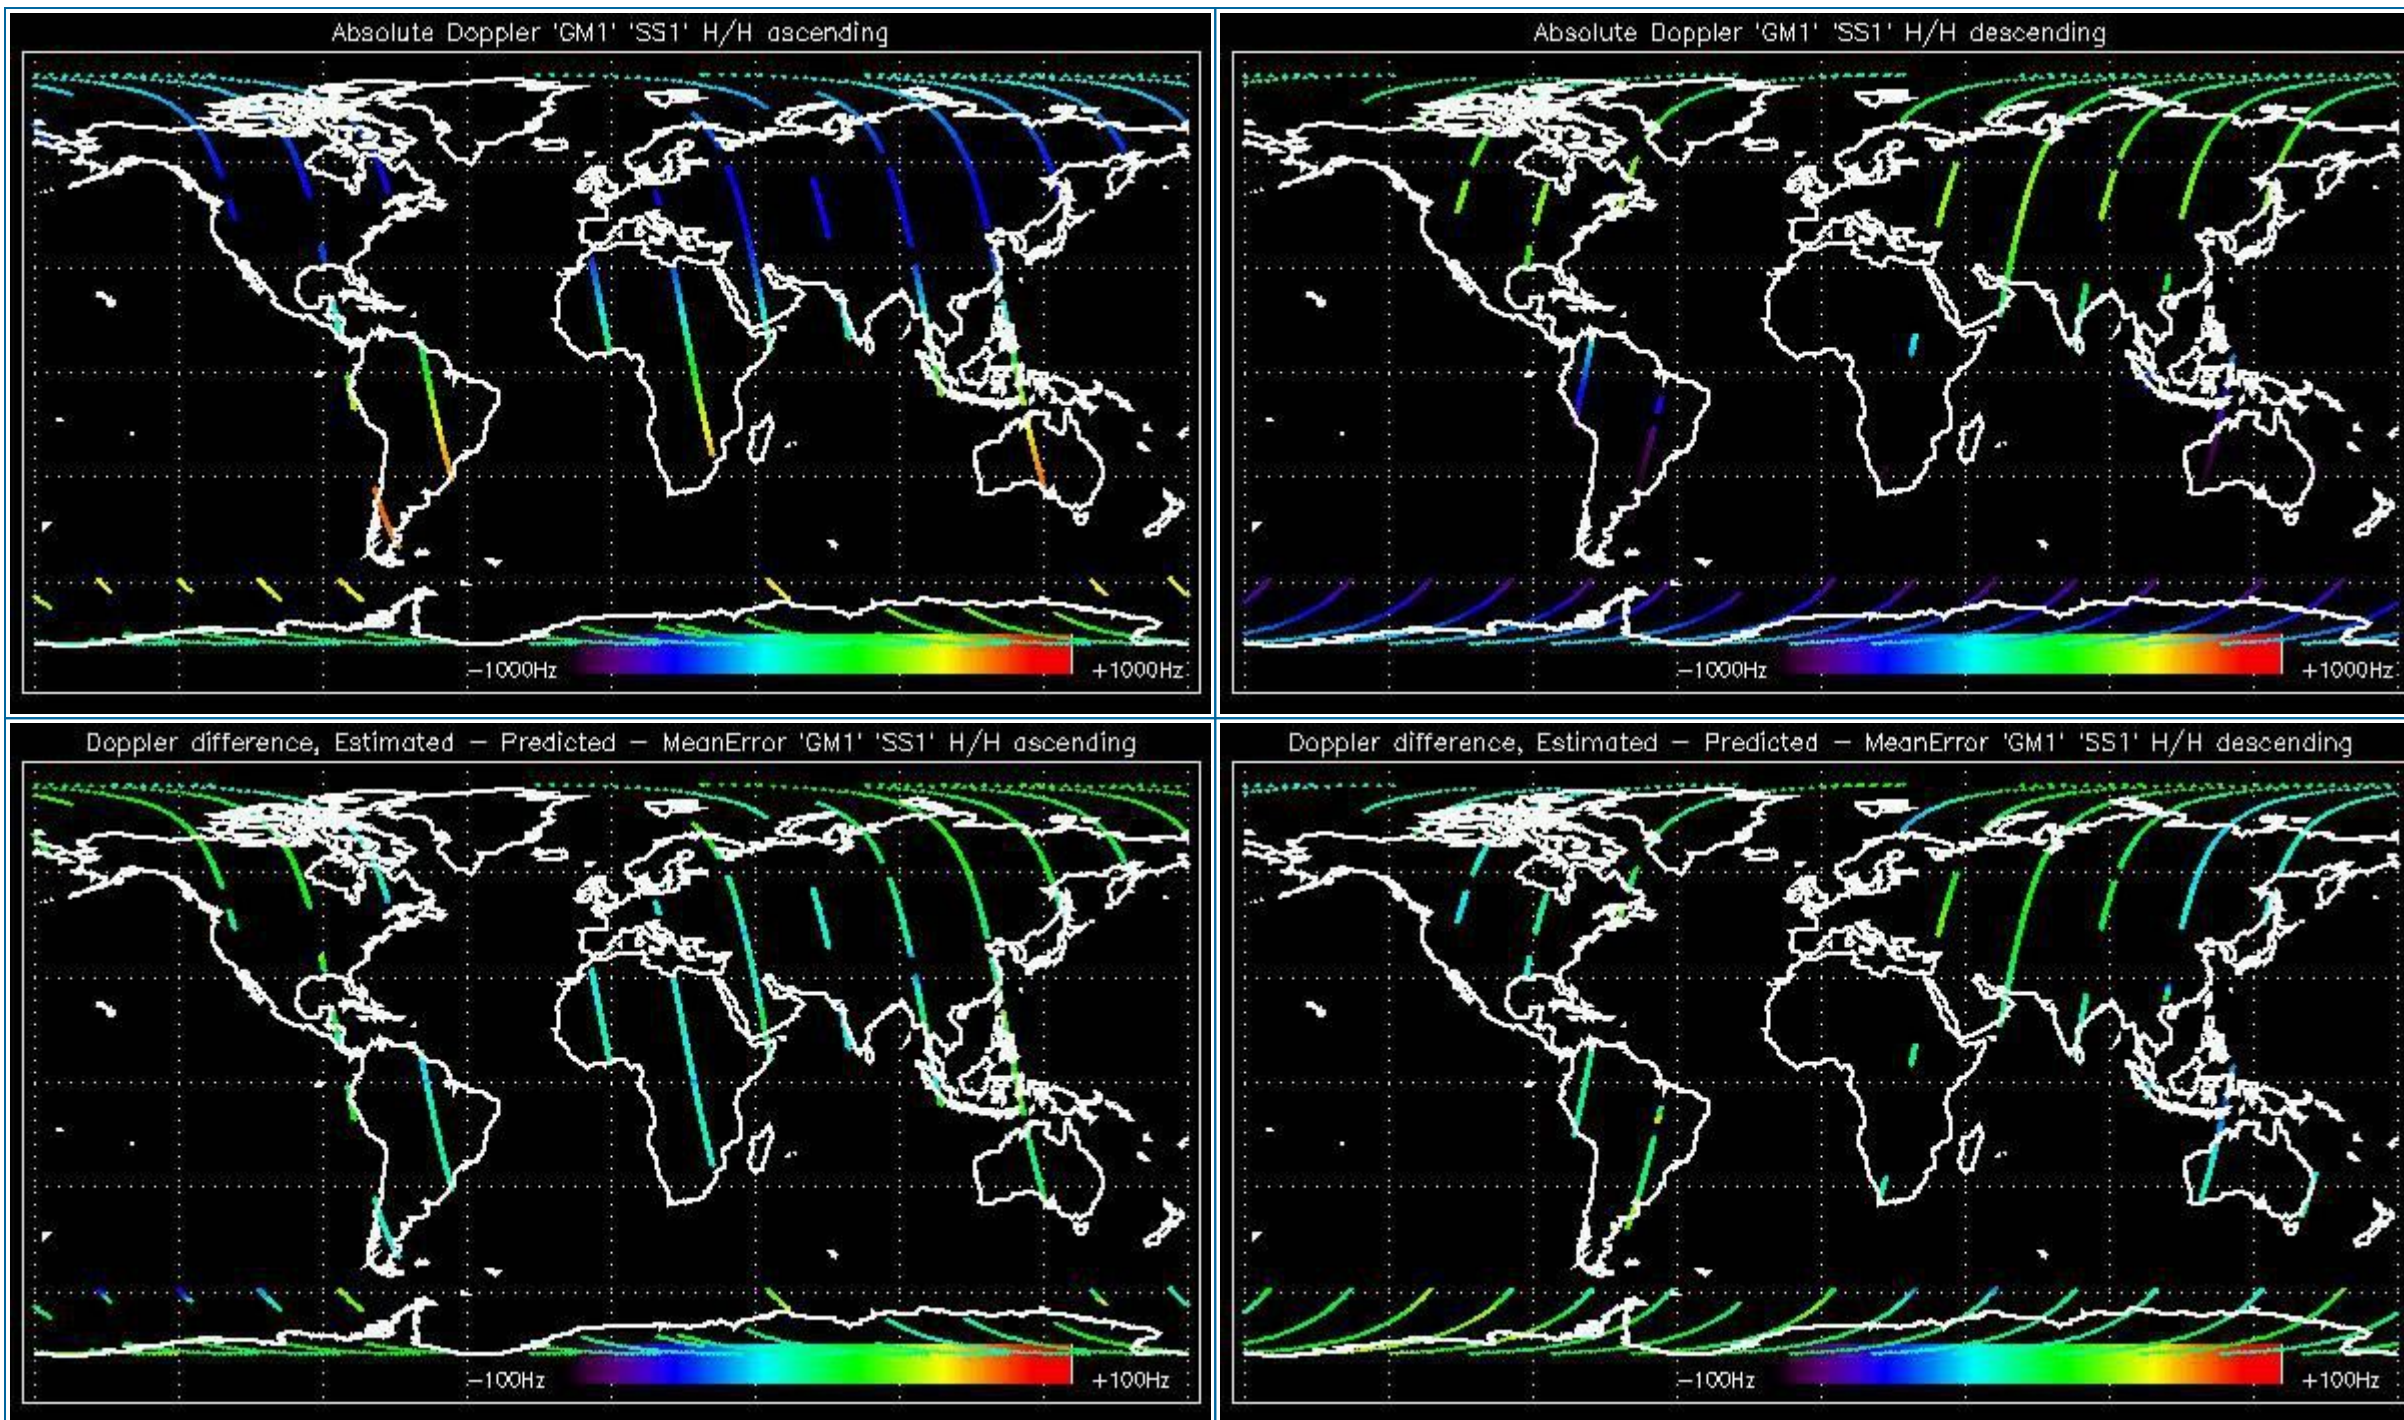 Absolute Doppler 'GM1' 'SS1' H/H ascending
−1000Hz
+1000Hz
Absolute Doppler 'GM1' 'SS1' H/H descending
−1000Hz
+1000Hz
Doppler difference, Estimated − Predicted − MeanError 'GM1' 'SS1' H/H ascending
−100Hz
+100Hz
Doppler difference, Estimated − Predicted − MeanError 'GM1' 'SS1' H/H descending
−100Hz
+100Hz